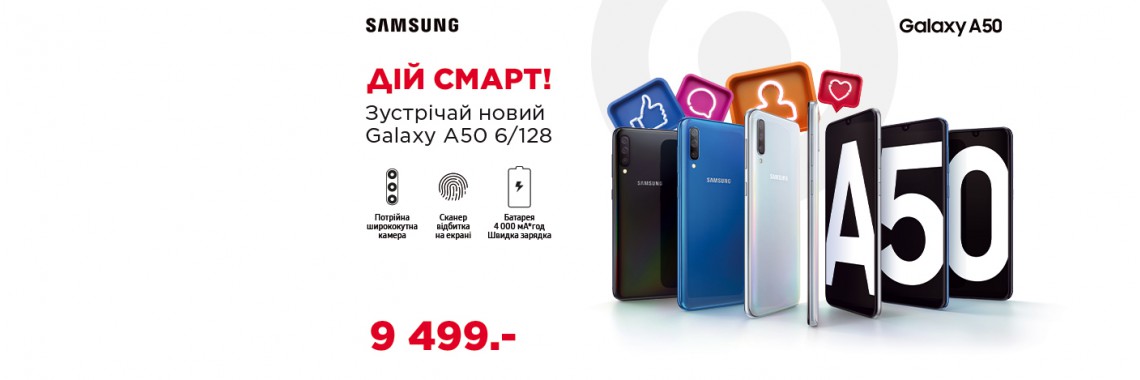 SAMSUNG
Galaxy A50
ДІЙ СМАРТ!
Зустрічай новий
Galaxy A50 6/128
Потрійна
ширококутна
камера
Сканер
відбитка
на екрані
Батарея
4 000 мА*год
Швидка зарядка
9 499.-
SAMSUNG
SAMSUNG
SAMSUNG
A50